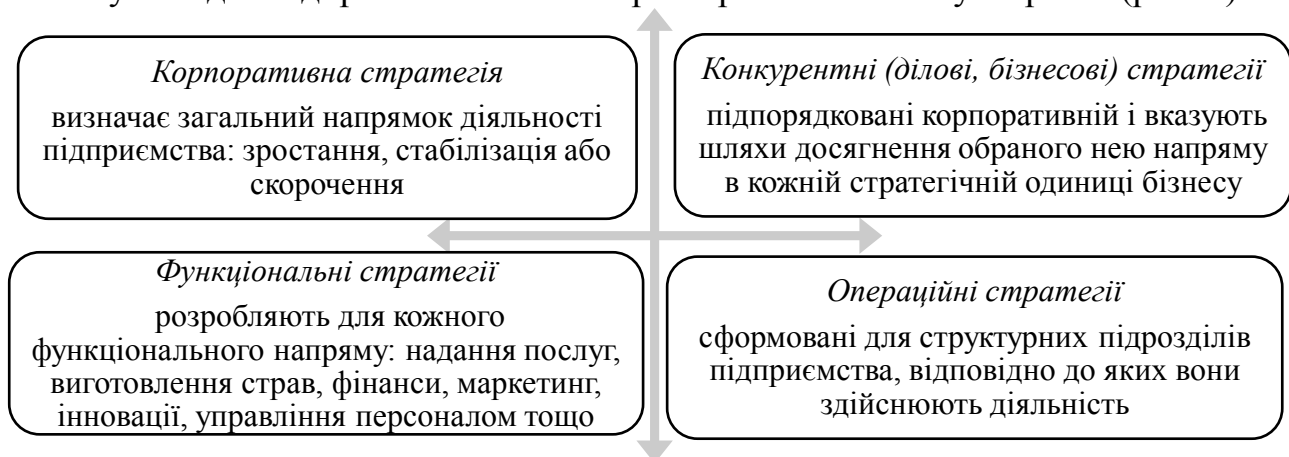 Корпоративна стратегія
визначає загальний напрямок діяльності
підприємства: зростання, стабілізація або
скорочення
Конкурентні (ділові, бізнесові) стратегії
підпорядковані корпоративній і вказують
шляхи досягнення обраного нею напряму
в кожній стратегічній одиниці бізнесу
Функціональні стратегії
розробляють для кожного
функціонального напряму: надання послуг,
виготовлення страв, фінанси, маркетинг,
інновації, управління персоналом тощо
Операційні стратегії
сформовані для структурних підрозділів
підприємства, відповідно до яких вони
здійснюють діяльність